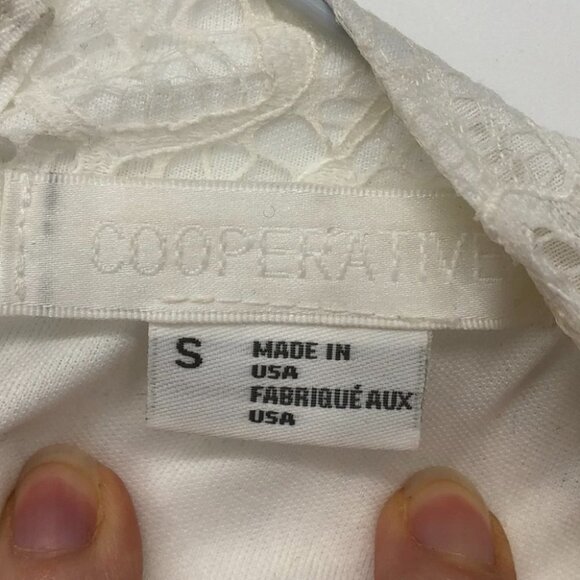 COOPERATIVE
S
MADE IN
USA
FABRIQUÉ AUX
USA